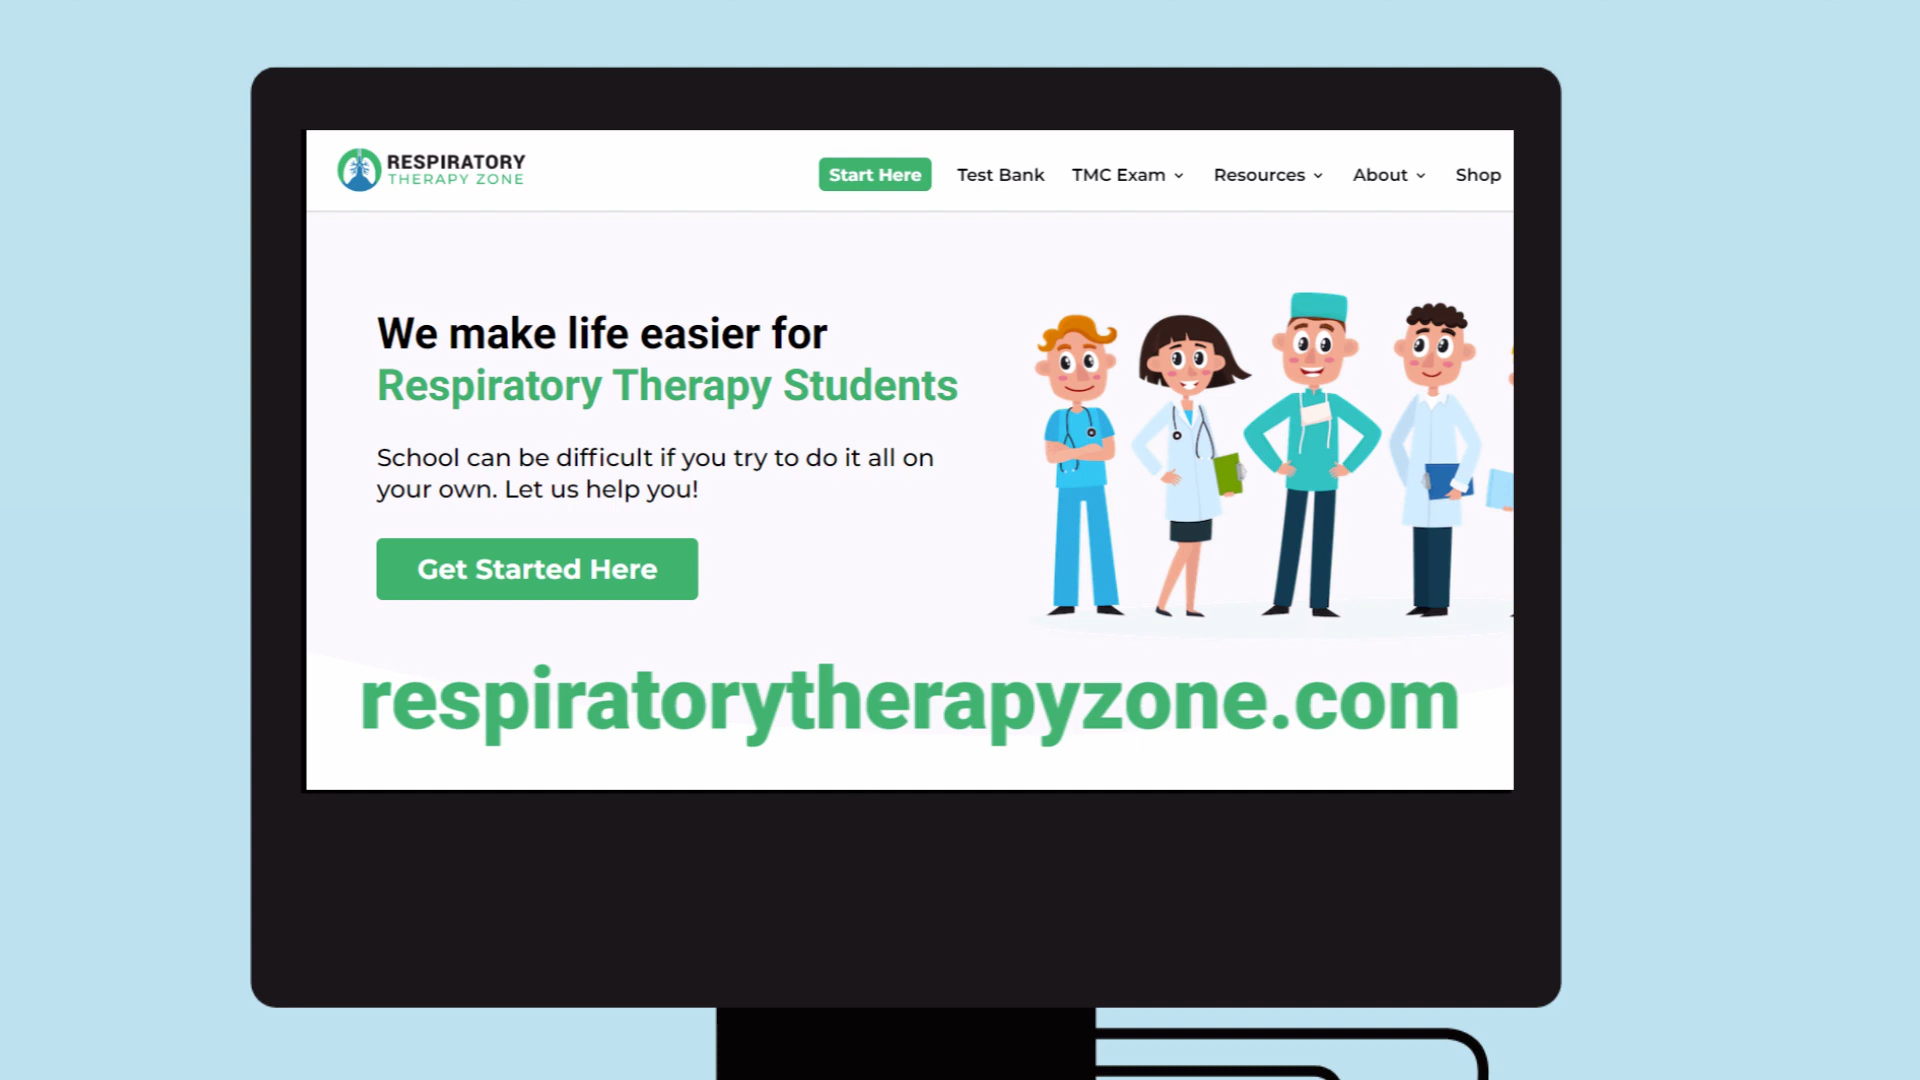 RESPIRATORY
THERAPY ZONE
Start Here Test Bank TMC Exam Resources About Shop
We make life easier for
Respiratory Therapy Students
School can be difficult if you try to do it all on
your own. Let us help you!
Get Started Here
respiratorytherapyzone.com